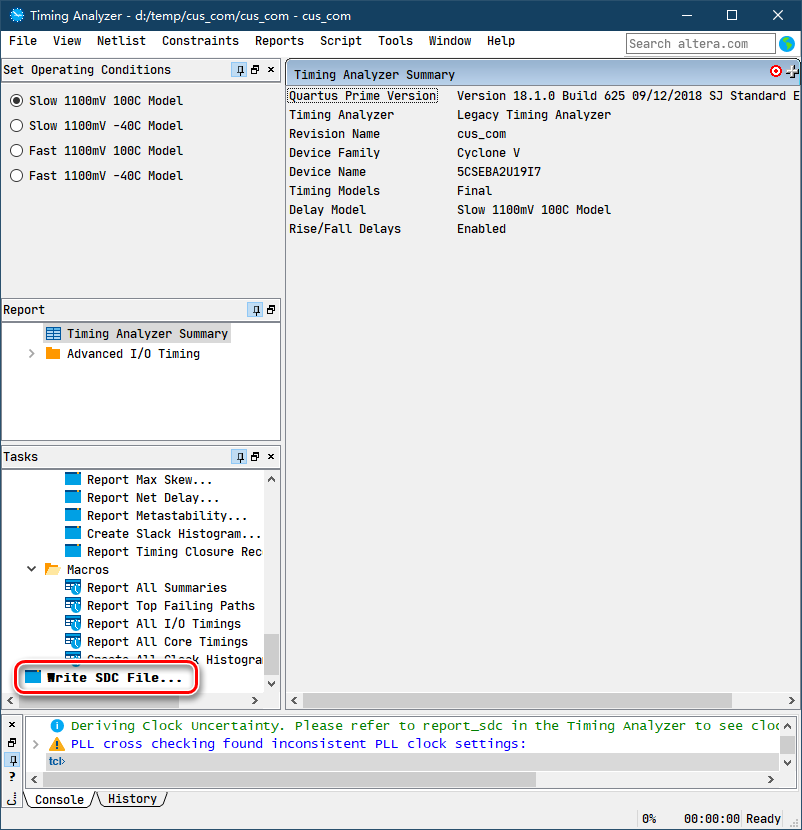 Timing Analyzer - d:/temp/cus_com/cus_com - cus_com
File View Netlist Constraints Reports Script Tools Window Help
Search altera.com
Set Operating Conditions
Slow 1100mV 100C Model
Slow 1100mV -40C Model
Fast 1100mV 100C Model
Fast 1100mV -40C Model
Report
Timing Analyzer Summary
Advanced I/O Timing
Tasks
Report Max Skew...
Report Net Delay...
Report Metastability...
Create Slack Histogram...
Report Timing Closure Rec
Macros
Report All Summaries
Report Top Failing Paths
Report All I/O Timings
Report All Core Timings
Create All Clock Histogra
Write SDC File...
Timing Analyzer Summary
Quartus Prime Version Version 18.1.0 Build 625 09/12/2018 SJ Standard E
Timing Analyzer Legacy Timing Analyzer
Revision Name cus_com
Device Family Cyclone V
Device Name 5CSEBA2U19I7
Timing Models Final
Delay Model Slow 1100mV 100C Model
Rise/Fall Delays Enabled
Deriving Clock Uncertainty. Please refer to report_sdc in the Timing Analyzer to see cloc
PLL cross checking found inconsistent PLL clock settings:
tcl>
Console History
0% 00:00:00 Ready